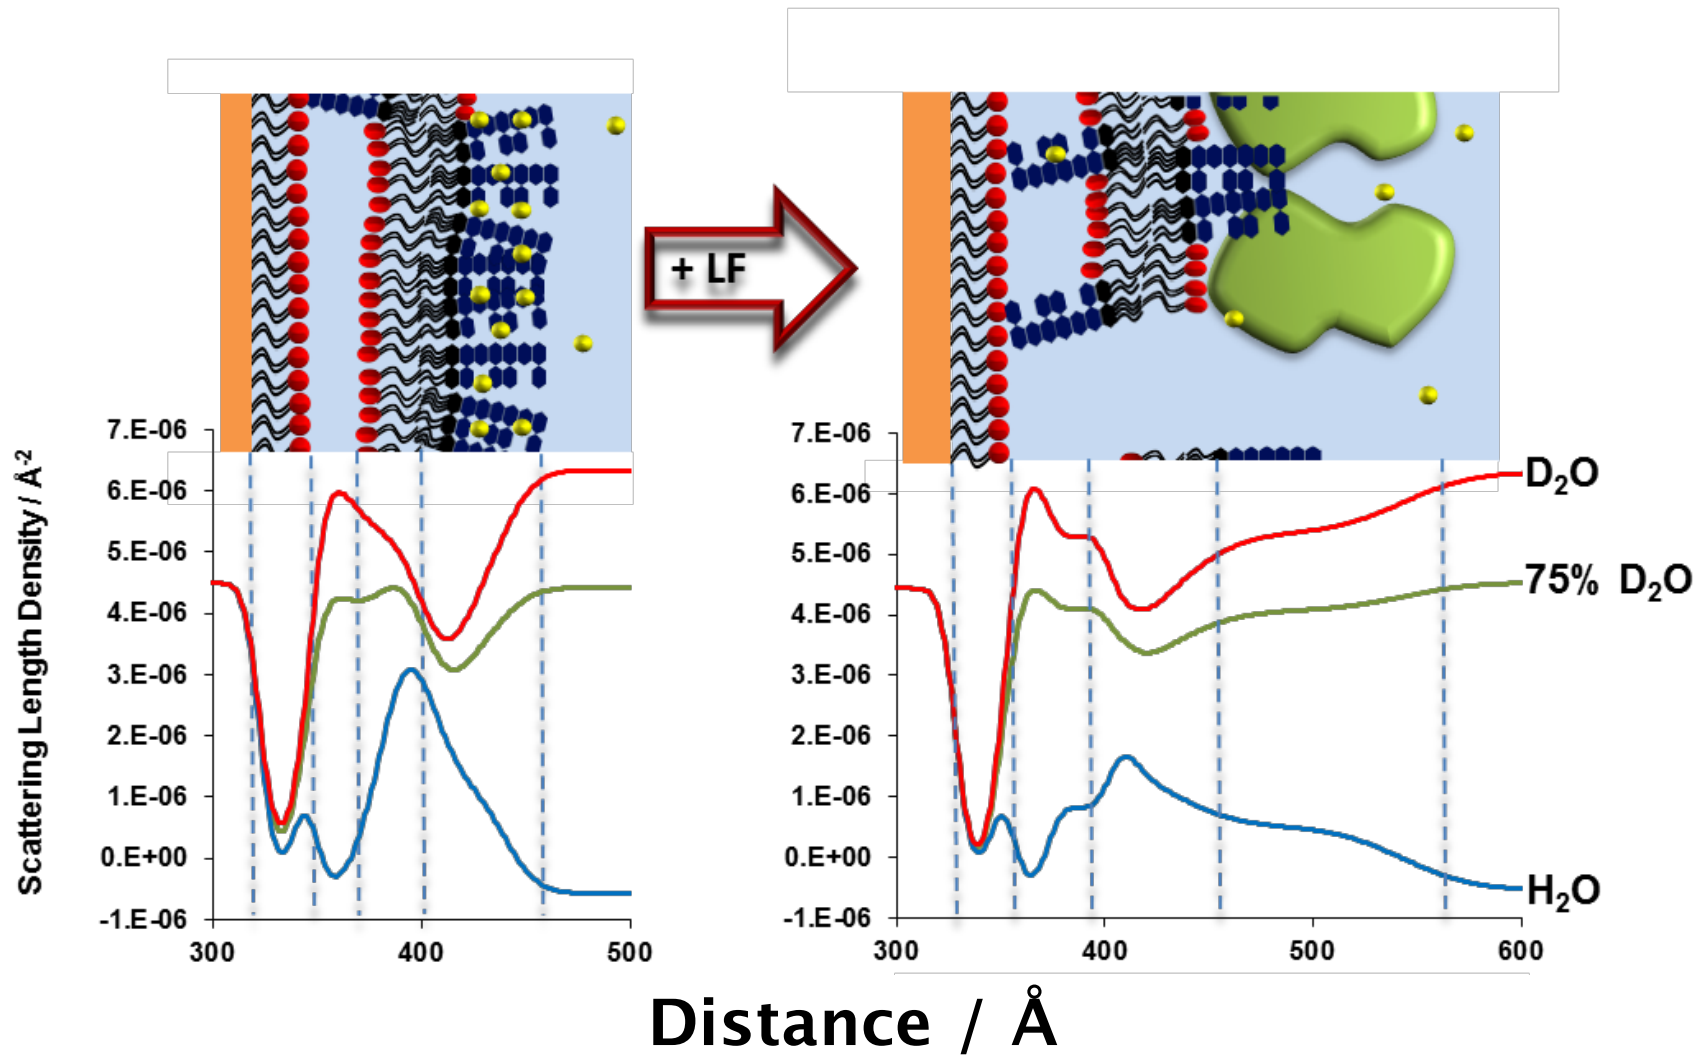 + LF
Scattering Length Density / Å-2
7.E-06
6.E-06
5.E-06
4.E-06
3.E-06
2.E-06
1.E-06
0.E+00
-1.E-06
300
400
500
7.E-06
6.E-06
5.E-06
4.E-06
3.E-06
2.E-06
1.E-06
0.E+00
-1.E-06
300
400
500
600
D2O
75% D2O
H2O
Distance / Å